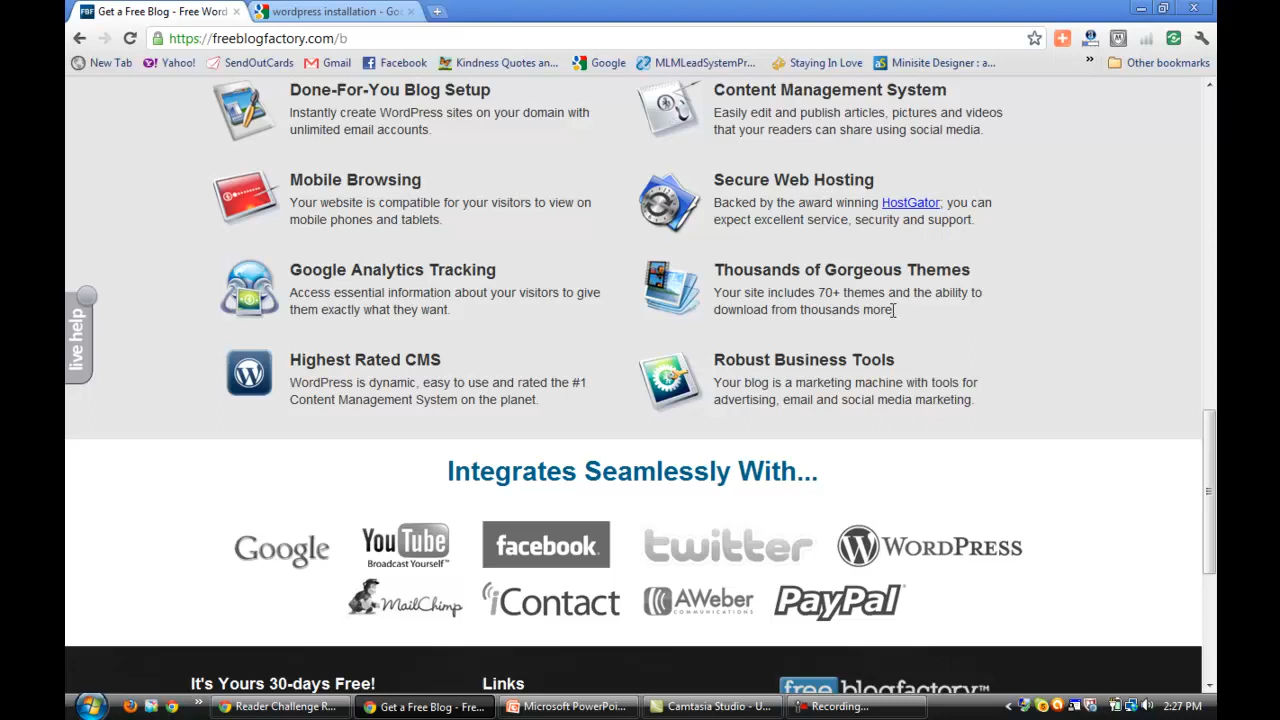 Get a Free Blog - Free Word
wordpress installation - Goo
https://freeblogfactory.com/b
New Tab
Yahoo!
SendOutCards
Gmail
Facebook
Kindness Quotes an...
Google
MLMLeadSystemPr...
Staying In Love
Minisite Designer : a...
Other bookmarks
Done-For-You Blog Setup
Instantly create WordPress sites on your domain with
unlimited email accounts.
Content Management System
Easily edit and publish articles, pictures and videos
that your readers can share using social media.
Mobile Browsing
Your website is compatible for your visitors to view on
mobile phones and tablets.
Secure Web Hosting
Backed by the award winning HostGator, you can
expect excellent service, security and support.
Google Analytics Tracking
Access essential information about your visitors to give
them exactly what they want.
Thousands of Gorgeous Themes
Your site includes 70+ themes and the ability to
download from thousands more.
live help
Highest Rated CMS
WordPress is dynamic, easy to use and rated the #1
Content Management System on the planet.
Robust Business Tools
Your blog is a marketing machine with tools for
advertising, email and social media marketing.
Integrates Seamlessly With...
Google
YouTube
Broadcast Yourself™
facebook
twitter
WORDPRESS
MailChimp
iContact
AWeber
COMMUNICATIONS
PayPal
It's Yours 30-days Free!
Links
freeblogfactory™
Reader Challenge R...
Get a Free Blog - Fre...
Microsoft PowerPoi...
Camtasia Studio - U...
Recording...
2:27 PM